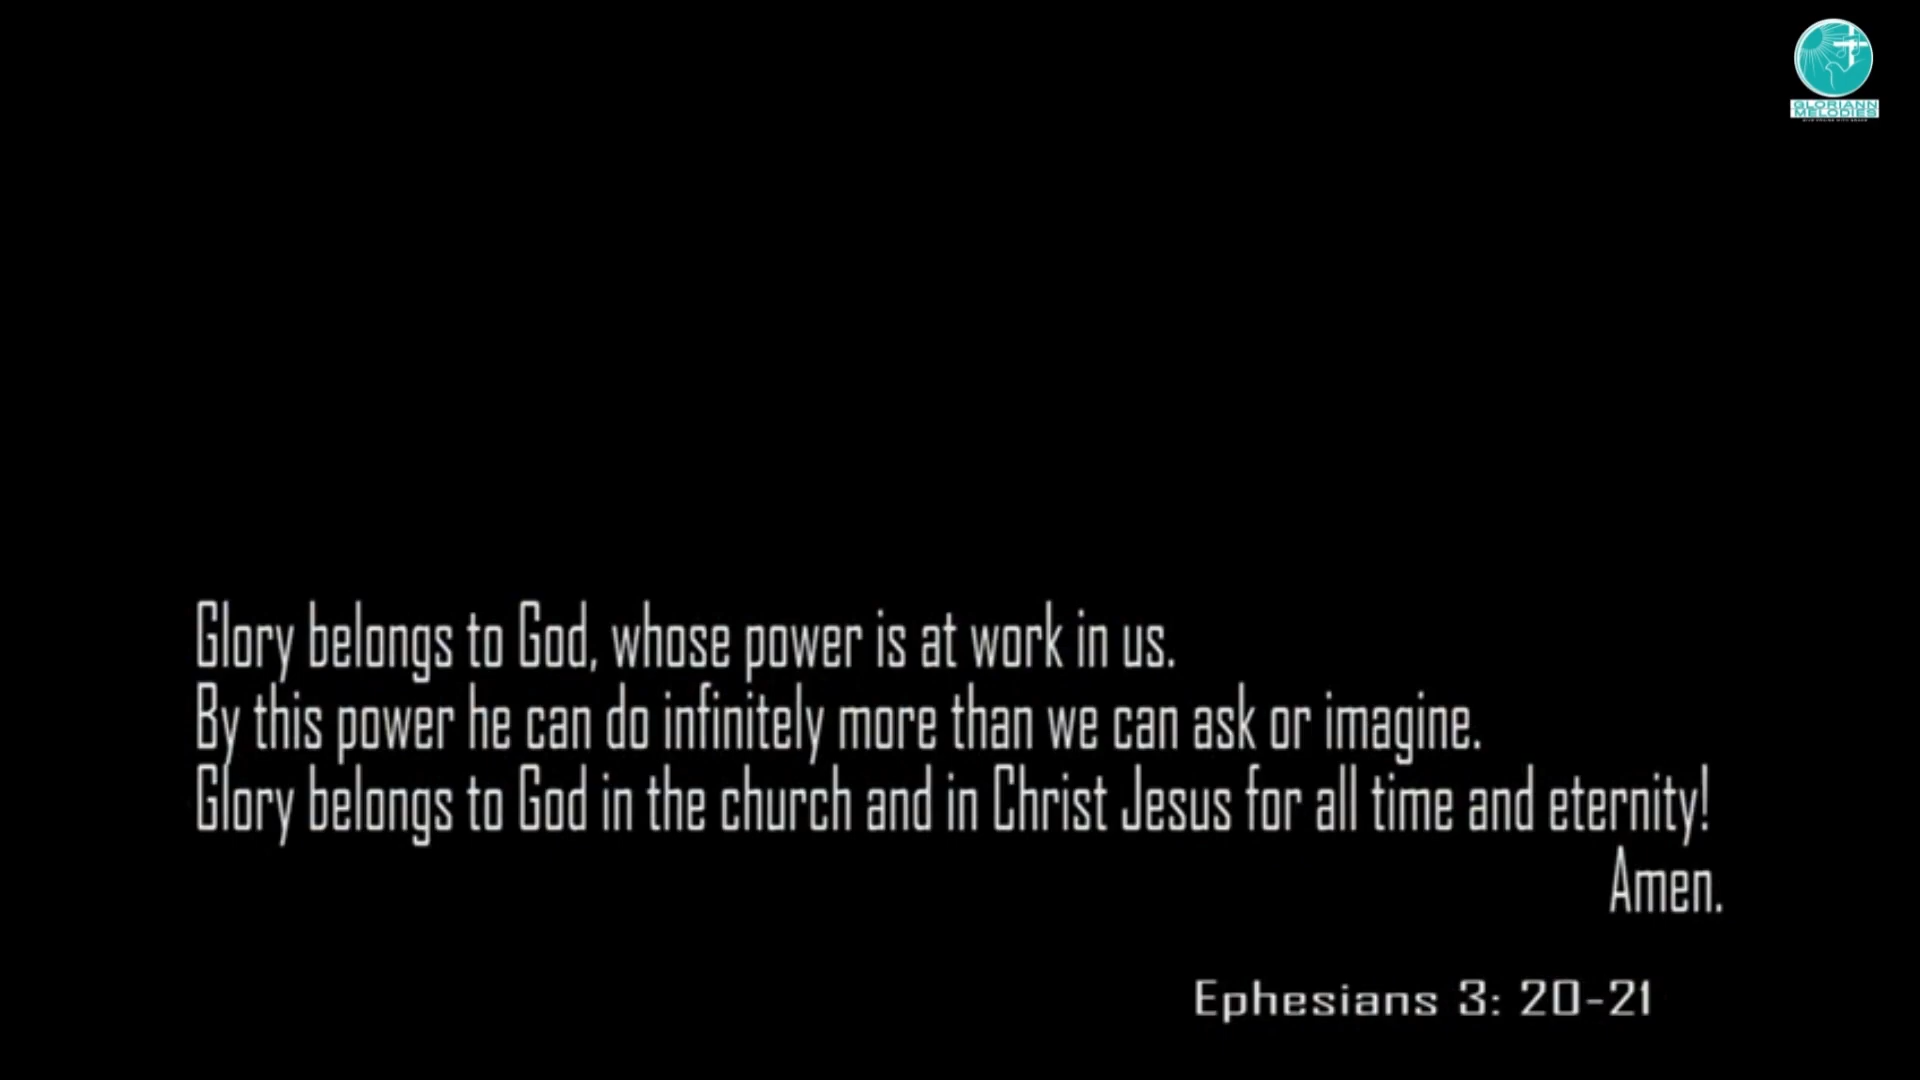 GLORIANN
MELODIES
Glory belongs to God, whose power is at work in us.
By this power he can do infinitely more than we can ask or imagine.
Glory belongs to God in the church and in Christ Jesus for all time and eternity!
Amen.
Ephesians 3: 20-21